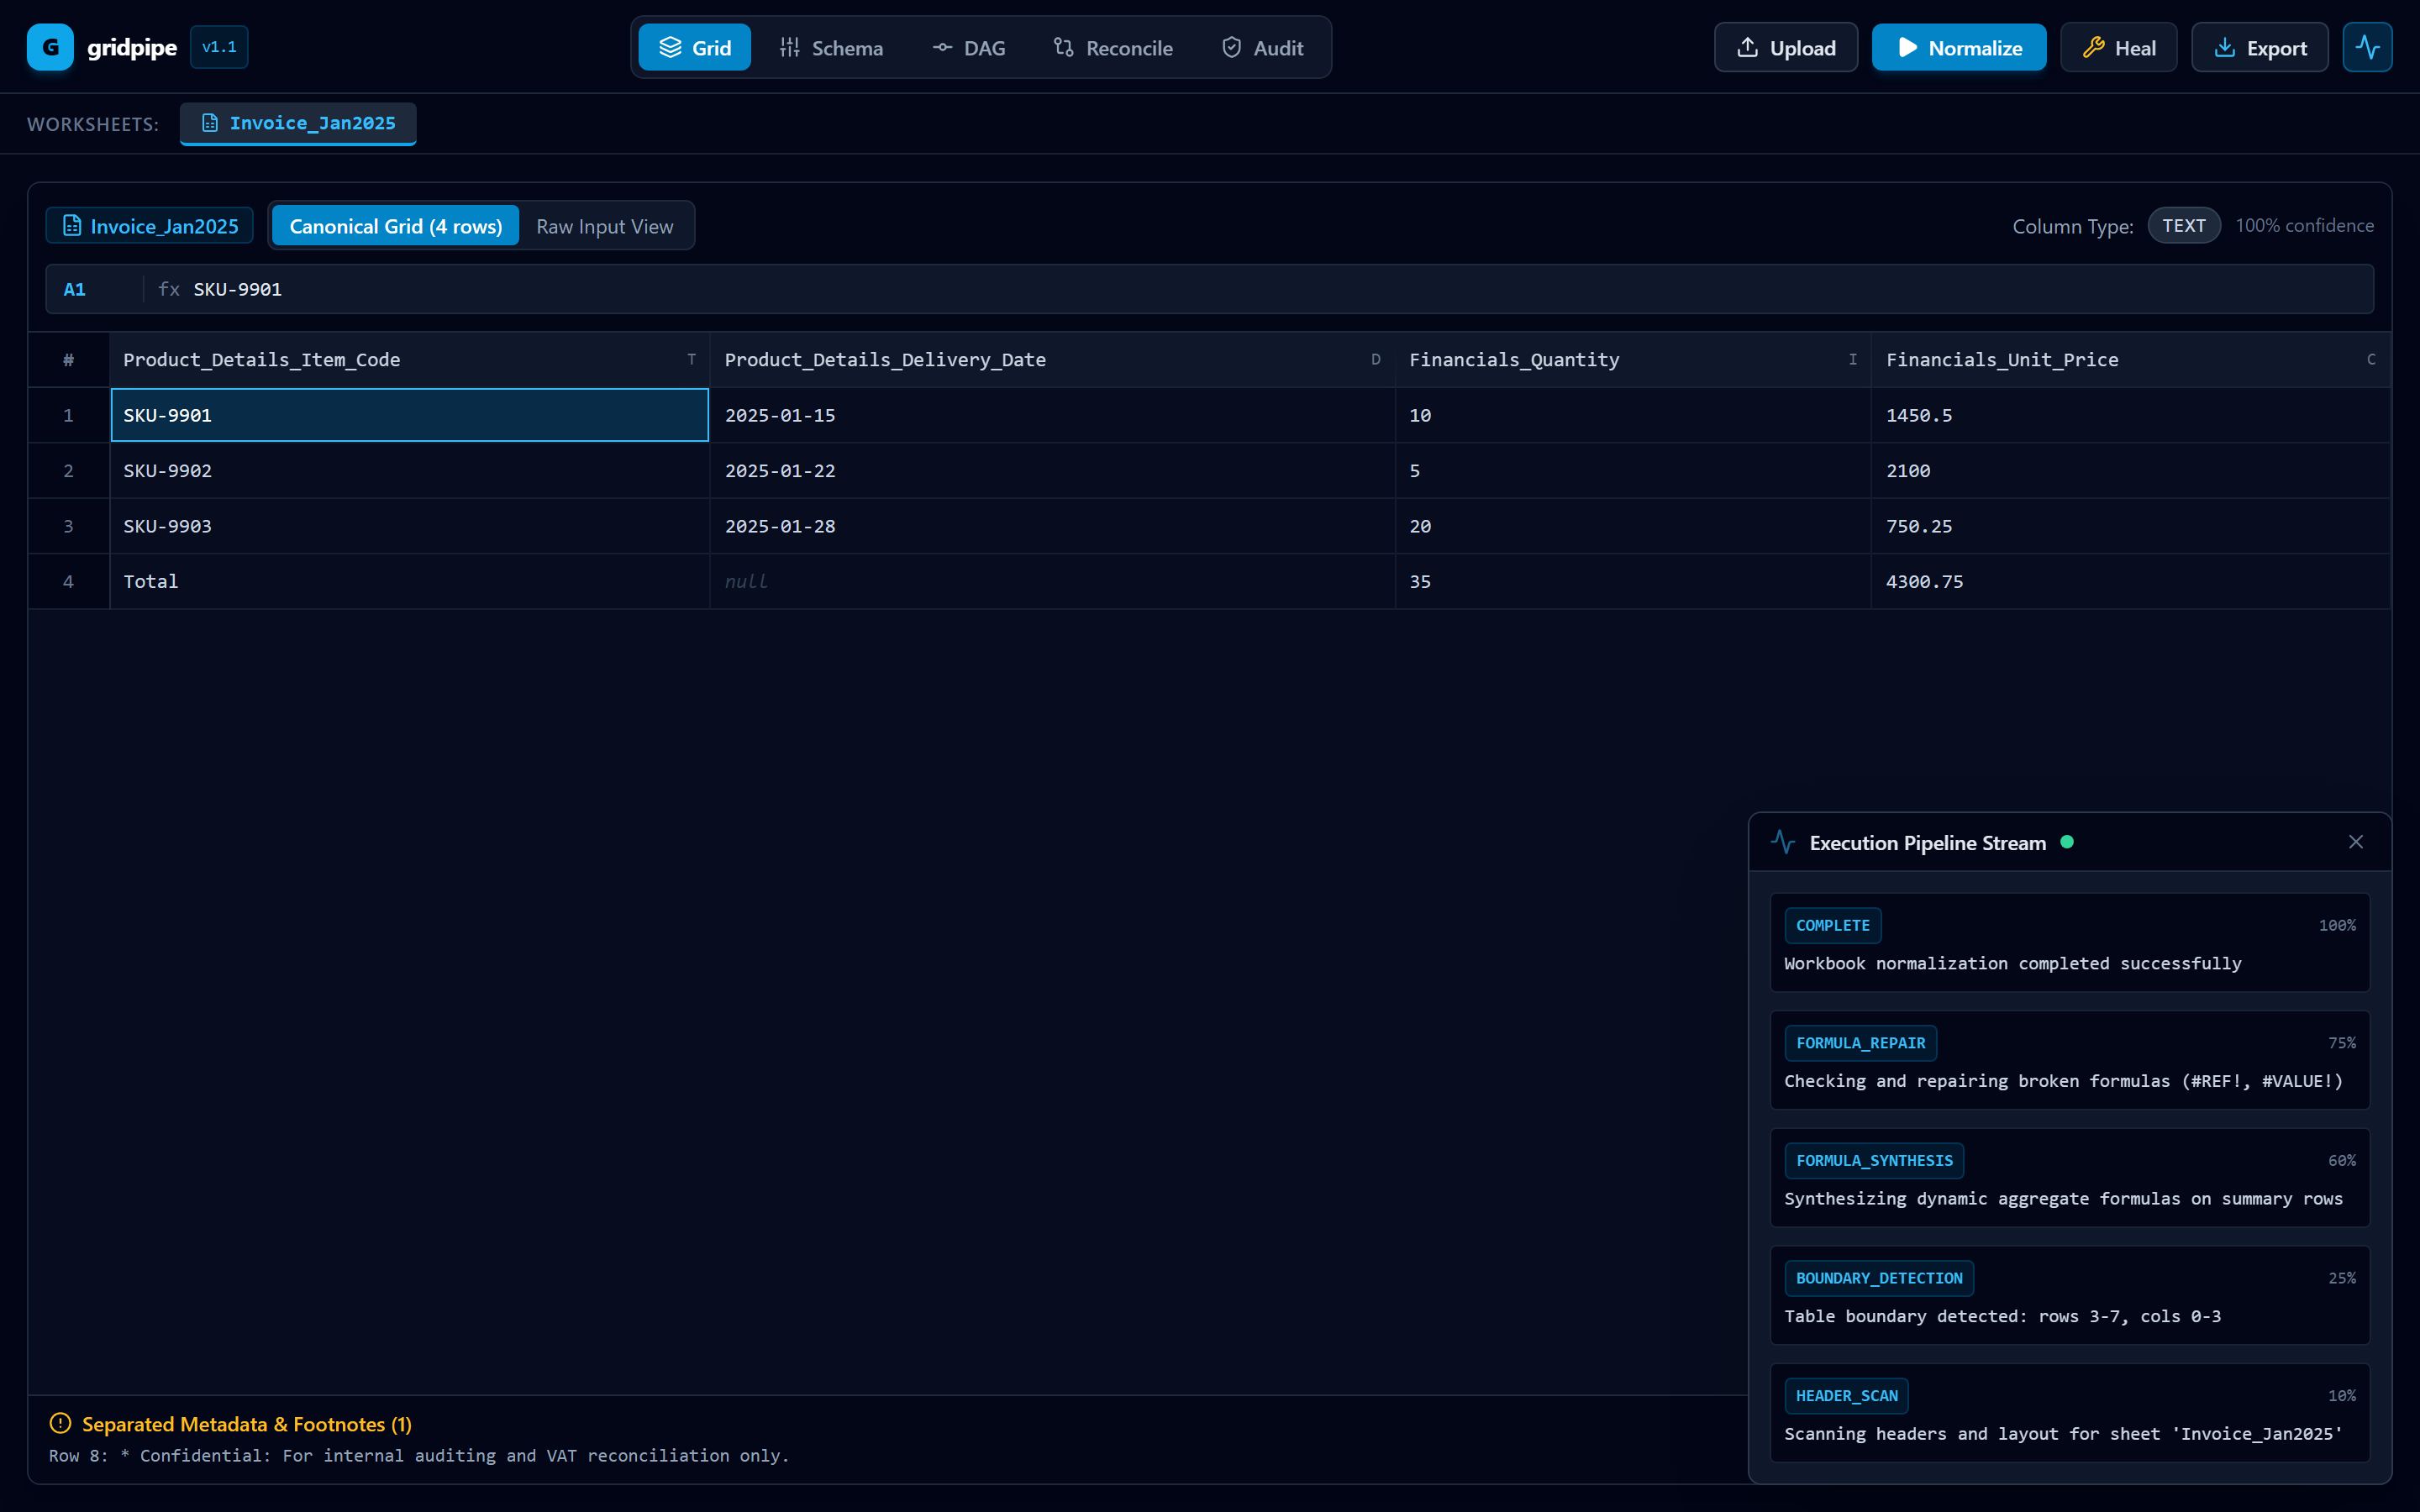 G gridpipe v1.1 Grid Schema DAG Reconcile Audit Upload Normalize Heal Export
WORKSHEETS: Invoice_Jan2025
Invoice_Jan2025 Canonical Grid (4 rows) Raw Input View Column Type: TEXT 100% confidence
A1 fx SKU-9901
# Product_Details_Item_Code T Product_Details_Delivery_Date D Financials_Quantity I Financials_Unit_Price C
1 SKU-9901 2025-01-15 10 1450.5
2 SKU-9902 2025-01-22 5 2100
3 SKU-9903 2025-01-28 20 750.25
4 Total null 35 4300.75
Execution Pipeline Stream
COMPLETE 100%
Workbook normalization completed successfully
FORMULA_REPAIR 75%
Checking and repairing broken formulas (#REF!, #VALUE!)
FORMULA_SYNTHESIS 60%
Synthesizing dynamic aggregate formulas on summary rows
BOUNDARY_DETECTION 25%
Table boundary detected: rows 3-7, cols 0-3
HEADER_SCAN 10%
Scanning headers and layout for sheet 'Invoice_Jan2025'
Separated Metadata & Footnotes (1)
Row 8: * Confidential: For internal auditing and VAT reconciliation only.